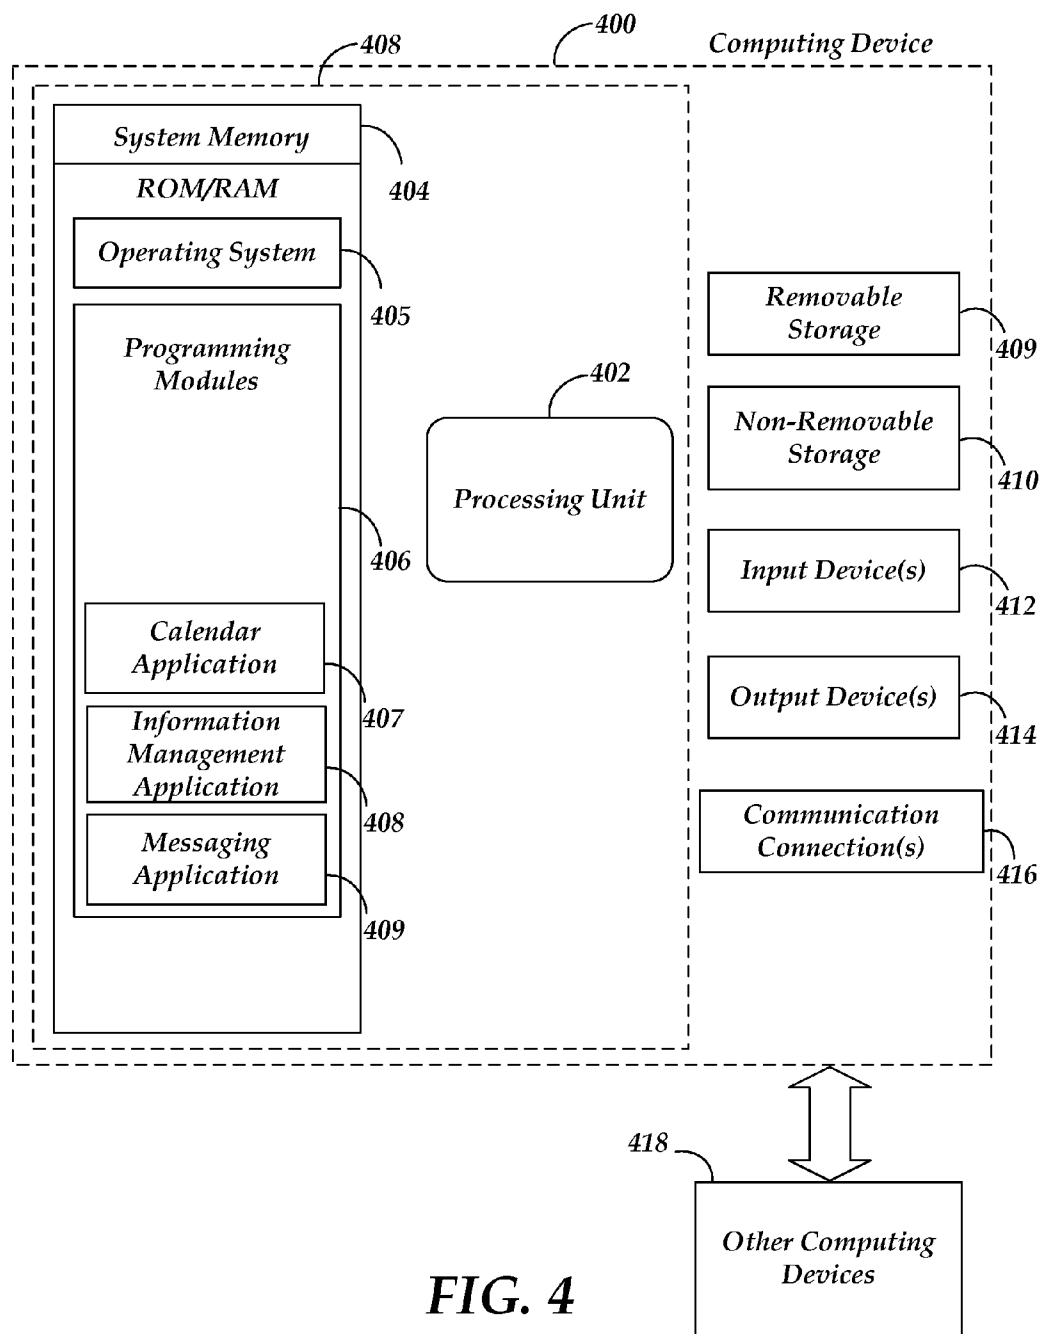 408
400
Computing Device
System Memory
404
ROM/RAM
Operating System
405
Programming
Modules
406
Calendar
Application
407
Information
Management
Application
408
Messaging
Application
409
402
Processing Unit
Removable
Storage
409
Non-Removable
Storage
410
Input Device(s)
412
Output Device(s)
414
Communication
Connection(s)
416
418
Other Computing
Devices
FIG. 4